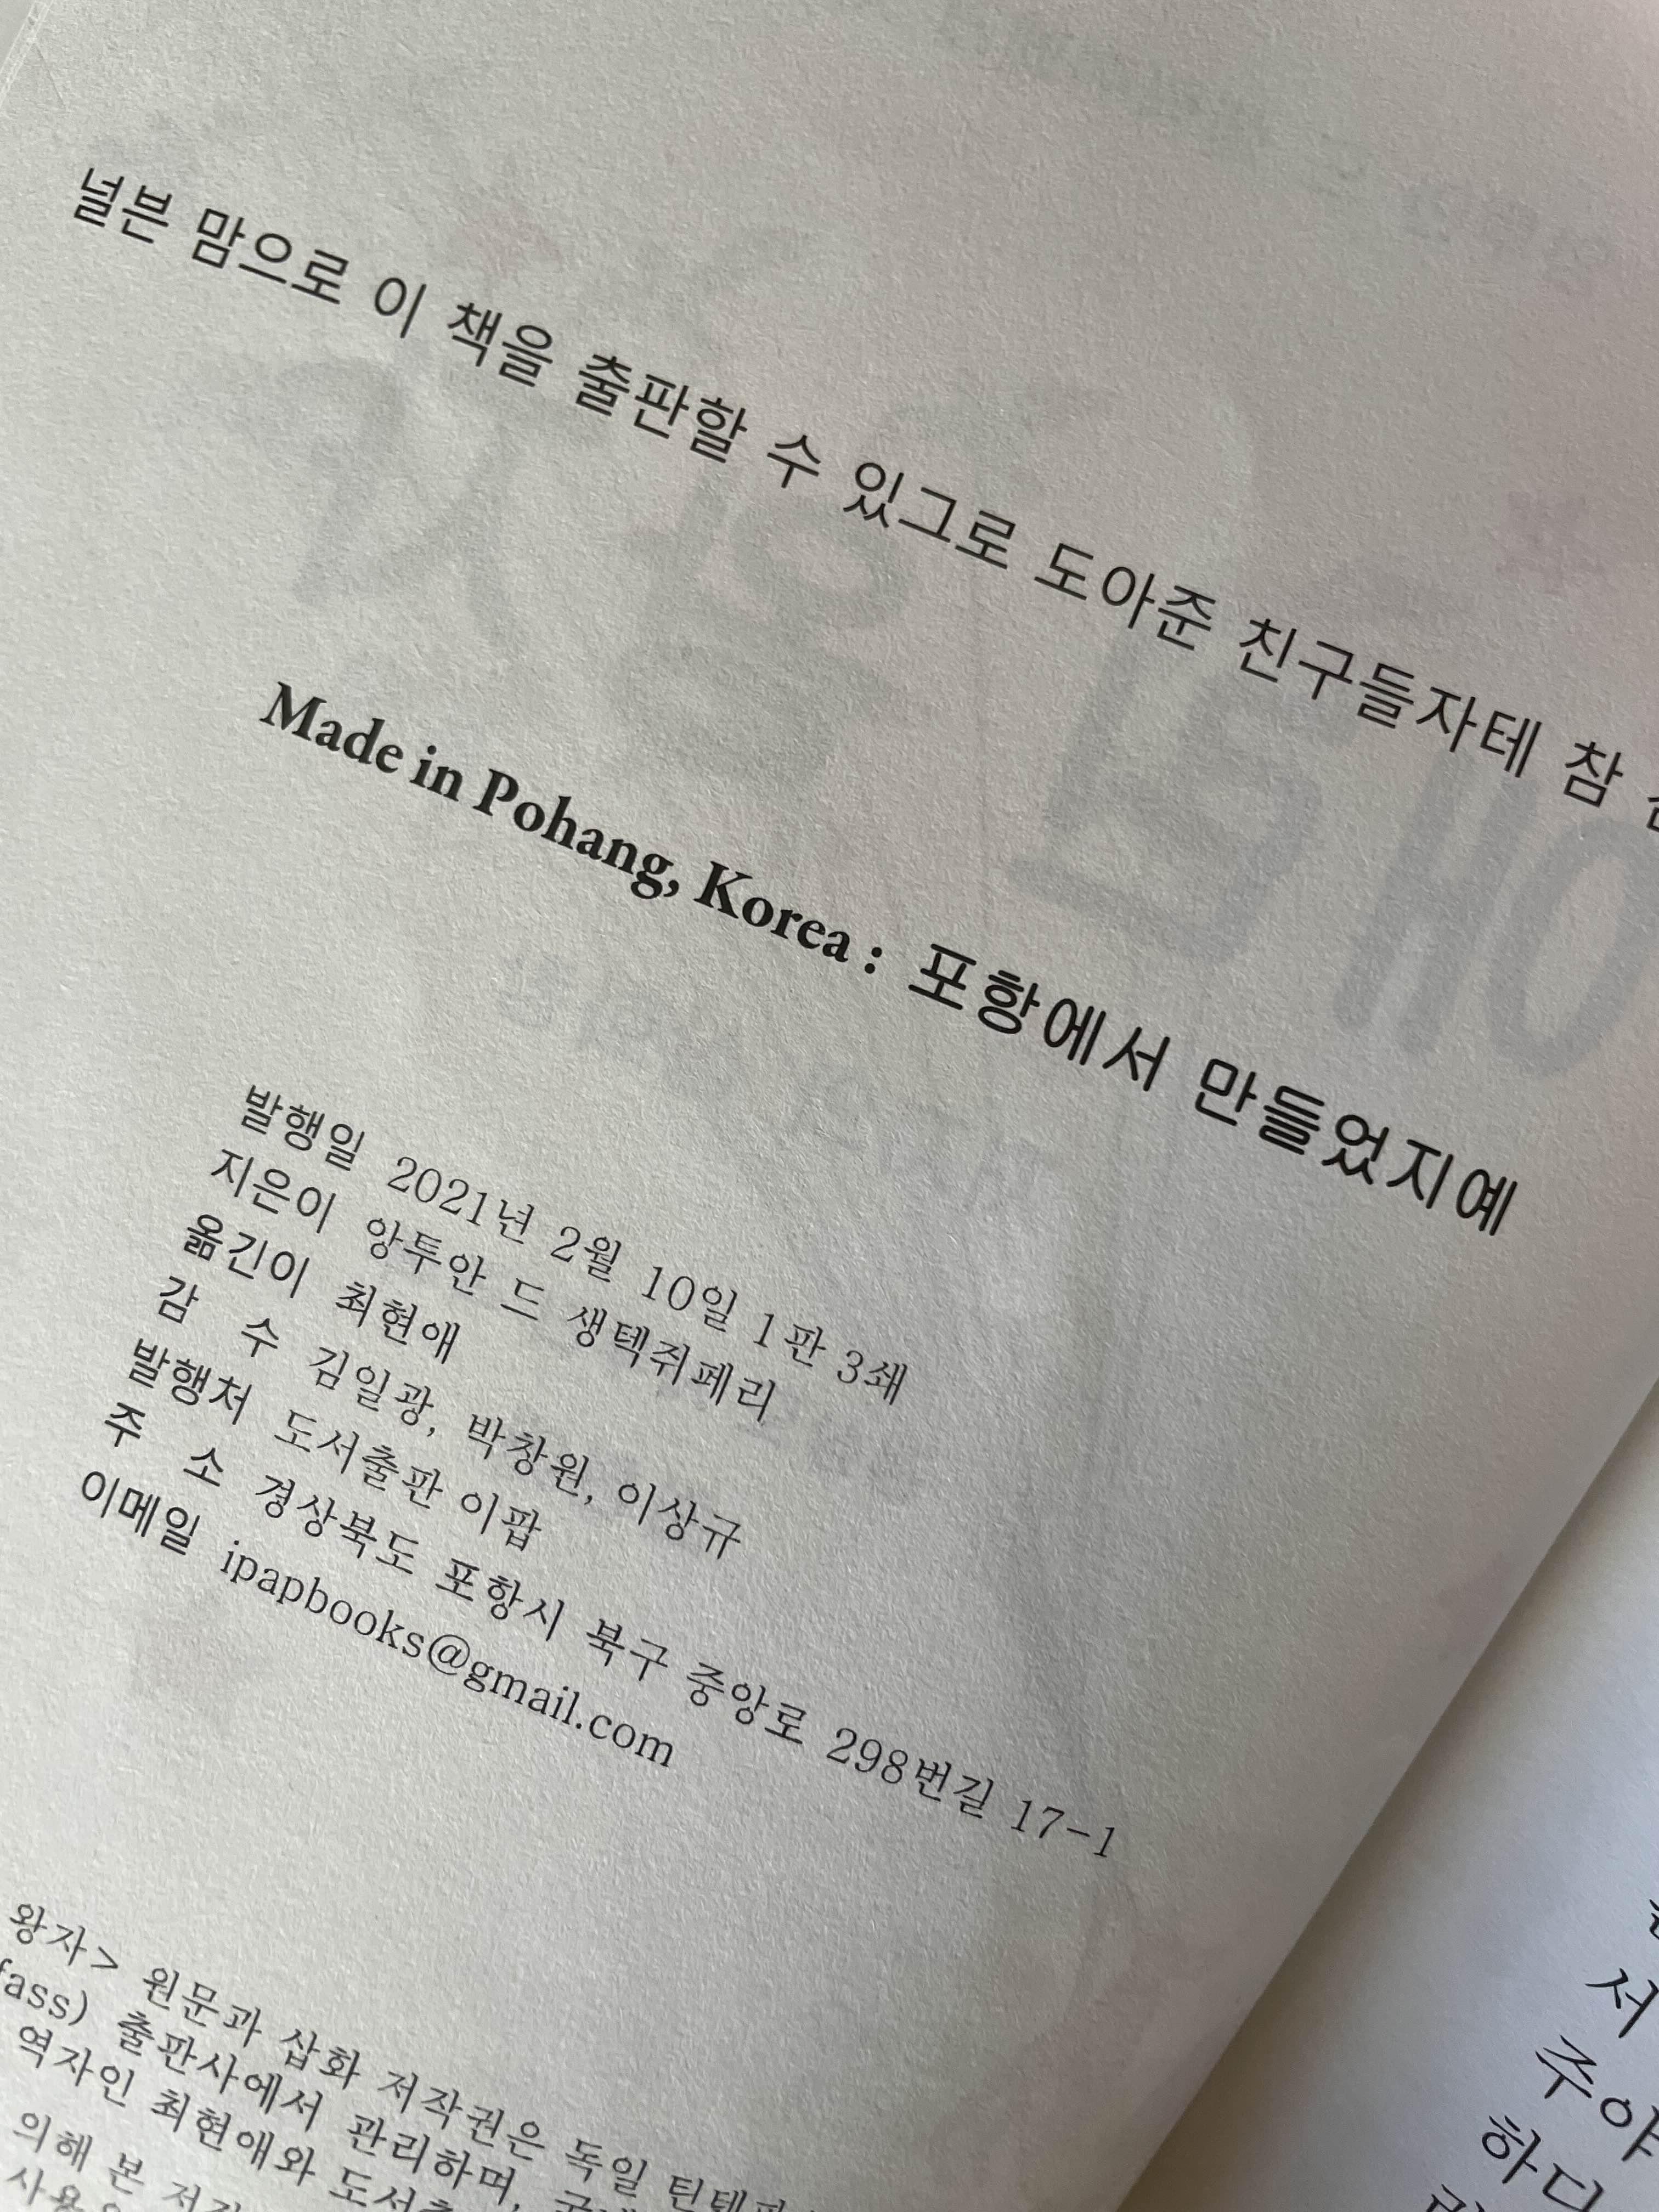 널븐 맘으로 이 책을 출판할 수 있그로 도아준 친구들자테 참
Made in Pohang, Korea : 포항에서 만들었지예
발행일 2021년 2월 10일 1판 3쇄
지은이 앙투안 드 생텍쥐페리
옮긴이 최현애
감 수 김일광, 박창원, 이상규
발행처 도서출판 이팝
주 소 경상북도 포항시 북구 중앙로 298번길 17-1
이메일 ipapbooks@gmail.com
왕자> 원문과 삽화 저작권은 독일
fass) 출판사에서 관리하며,
역자인 최현애와
의해 본
서
주야
하디